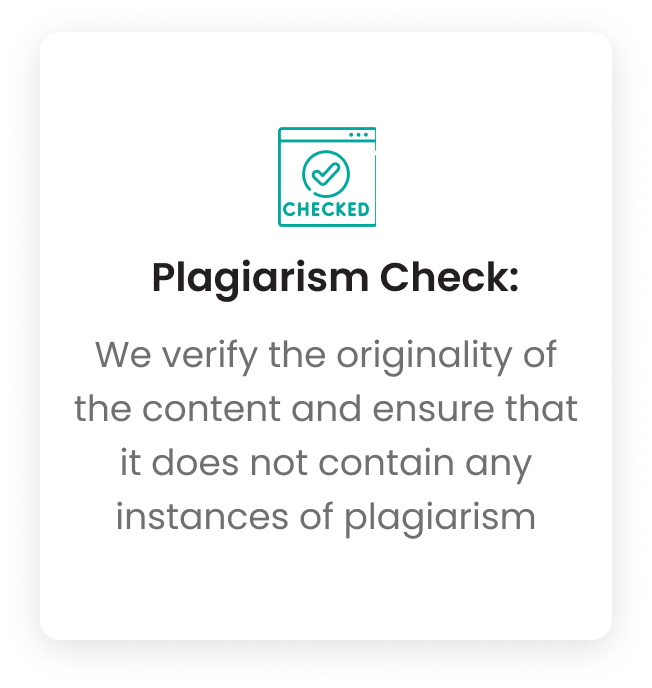 CHECKED
Plagiarism Check:
We verify the originality of
the content and ensure that
it does not contain any
instances of plagiarism